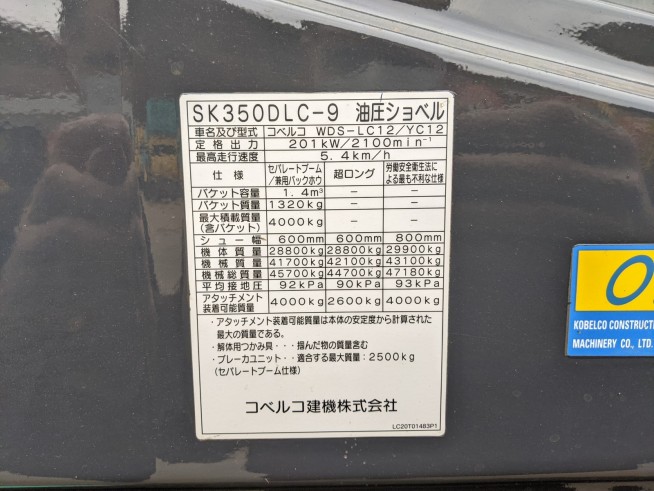 SK350DLC-9 油圧ショベル
車名及び型式 コベルコ WDS-LC12/YC12
定格出力 201kW/2100min⁻¹
最高走行速度 5.4km/h
仕様 セパレートブーム/兼用バックホウ 超ロング 労働安全衛生法による最も不利な仕様
バケット容量 1.4m³ － －
バケット質量 1320kg － －
最大積載質量(含バケット) 4000kg － －
シュー幅 600mm 600mm 800mm
機体質量 28800kg 28800kg 29900kg
機械質量 41700kg 42100kg 43100kg
機械総質量 45700kg 44700kg 47180kg
平均接地圧 92kPa 90kPa 93kPa
アタッチメント装着可能質量 4000kg 2600kg 4000kg
・アタッチメント装着可能質量は本体の安定度から計算された
最大の質量である。
・解体用つかみ具・・・掴んだ物の質量含む
・ブレーカユニット・・適合する最大質量：2500kg
(セパレートブーム仕様)
コベルコ建機株式会社
LC20T01483P1
KOBELCO CONSTRUCT
MACHINERY CO., LTD.